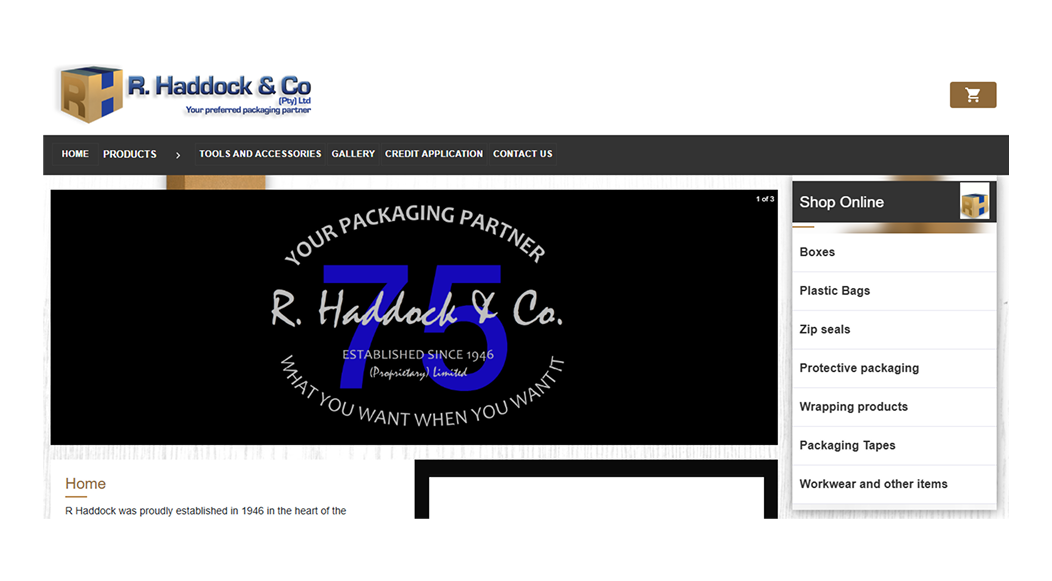 RH R. Haddock & Co
(Pty) Ltd
Your preferred packaging partner
HOME PRODUCTS > TOOLS AND ACCESSORIES GALLERY CREDIT APPLICATION CONTACT US
1 of 3
YOUR PACKAGING PARTNER
75
R. Haddock & Co.
ESTABLISHED SINCE 1946
(Proprietary) Limited
WHAT YOU WANT WHEN YOU WANT IT
Shop Online RH
Boxes
Plastic Bags
Zip seals
Protective packaging
Wrapping products
Packaging Tapes
Workwear and other items
Home
R Haddock was proudly established in 1946 in the heart of the